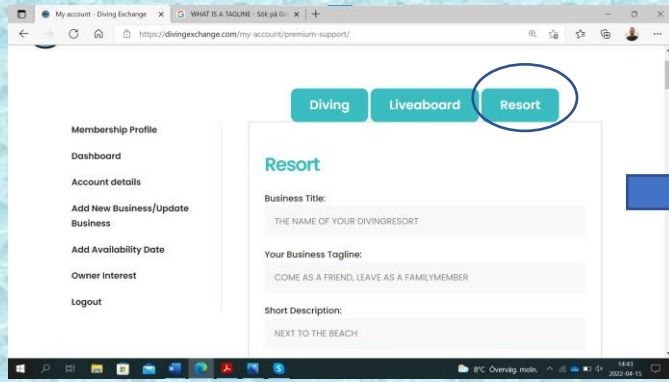 My account - Diving Exchange
WHAT IS A TAGLINE - Sök på Go
https://divingexchange.com/my-account/premium-support/
Diving
Liveaboard
Resort
Membership Profile
Dashboard
Account details
Add New Business/Update
Business
Add Availability Date
Owner Interest
Logout
Resort
Business Title:
THE NAME OF YOUR DIVINGRESORT
Your Business Tagline:
COME AS A FRIEND, LEAVE AS A FAMILYMEMBER
Short Description:
NEXT TO THE BEACH
8°C Överväg. moln.
14:43
2022-04-15